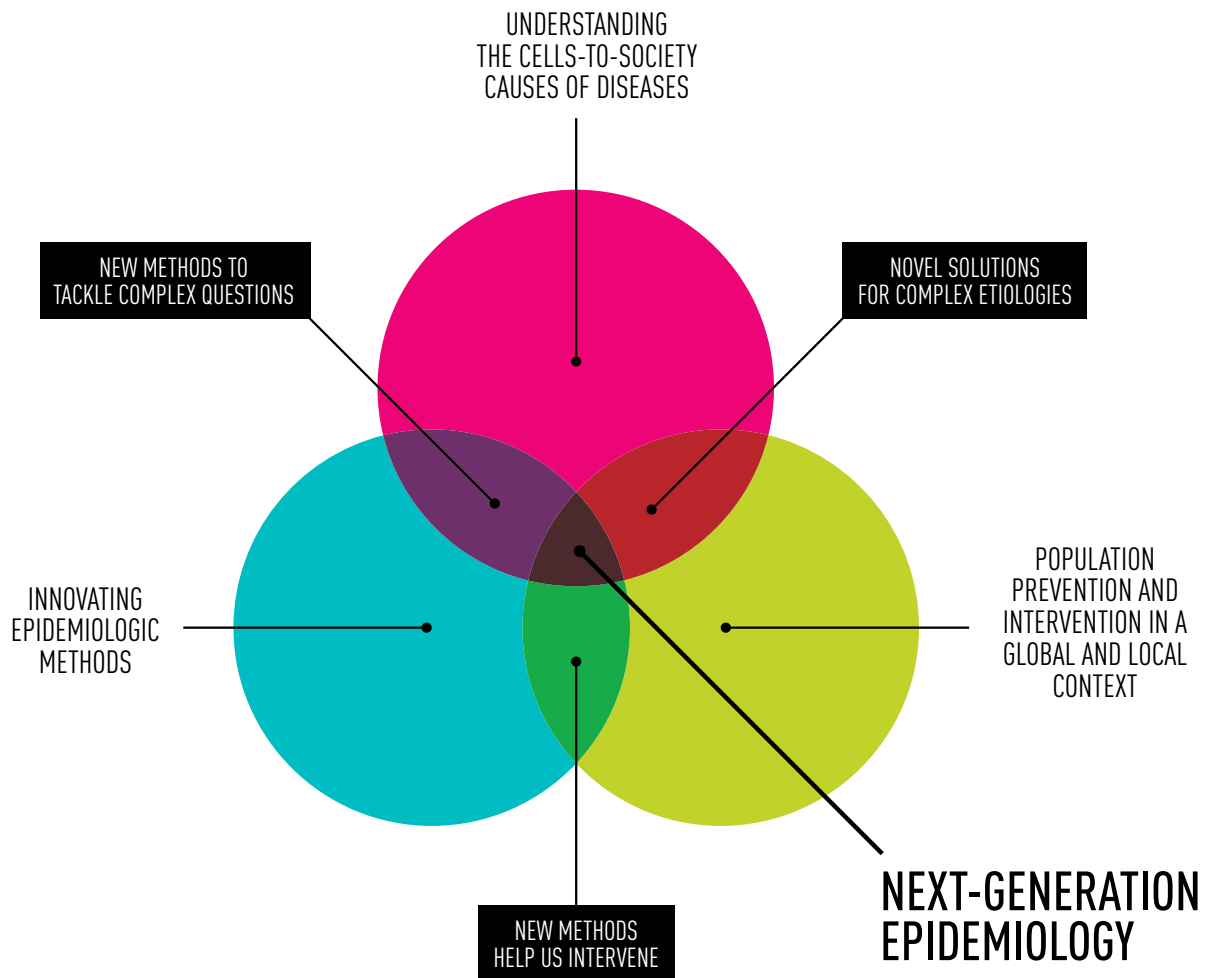 UNDERSTANDING
THE CELLS-TO-SOCIETY
CAUSES OF DISEASES
NEW METHODS TO
TACKLE COMPLEX QUESTIONS
NOVEL SOLUTIONS
FOR COMPLEX ETIOLOGIES
INNOVATING
EPIDEMIOLOGIC
METHODS
POPULATION
PREVENTION AND
INTERVENTION IN A
GLOBAL AND LOCAL
CONTEXT
NEW METHODS
HELP US INTERVENE
NEXT-GENERATION
EPIDEMIOLOGY